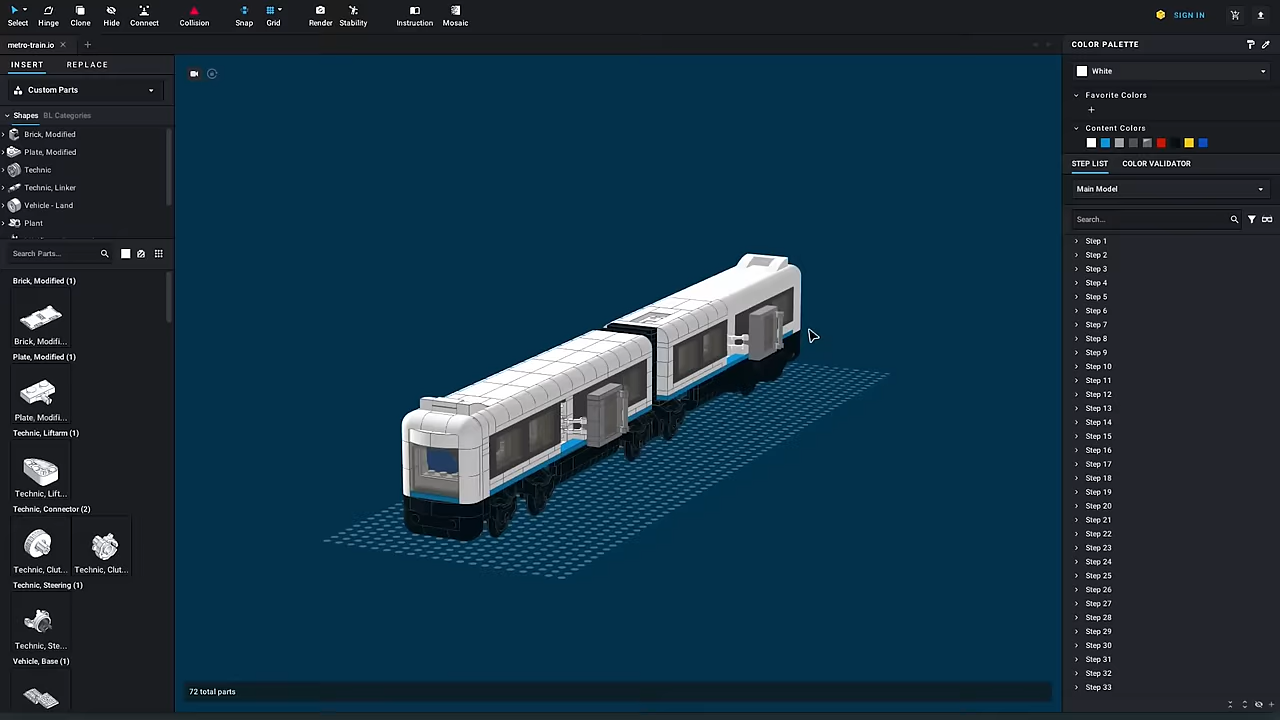 Select
Hinge
Clone
Hide
Connect
Collision
Snap
Grid
Render
Stability
Instruction
Mosaic
SIGN IN
metro-train.io
INSERT
REPLACE
Custom Parts
Shapes
BL Categories
Brick, Modified
Plate, Modified
Technic
Technic, Linker
Vehicle - Land
Plant
Search Parts...
Brick, Modified (1)
Brick, Modifi...
Plate, Modified (1)
Plate, Modifi...
Technic, Liftarm (1)
Technic, Lift...
Technic, Connector (2)
Technic, Clut...
Technic, Clut...
Technic, Steering (1)
Technic, Ste...
Vehicle, Base (1)
72 total parts
COLOR PALETTE
White
Favorite Colors
Content Colors
STEP LIST
COLOR VALIDATOR
Main Model
Search...
Step 1
Step 2
Step 3
Step 4
Step 5
Step 6
Step 7
Step 8
Step 9
Step 10
Step 11
Step 12
Step 13
Step 14
Step 15
Step 16
Step 17
Step 18
Step 19
Step 20
Step 21
Step 22
Step 23
Step 24
Step 25
Step 26
Step 27
Step 28
Step 29
Step 30
Step 31
Step 32
Step 33